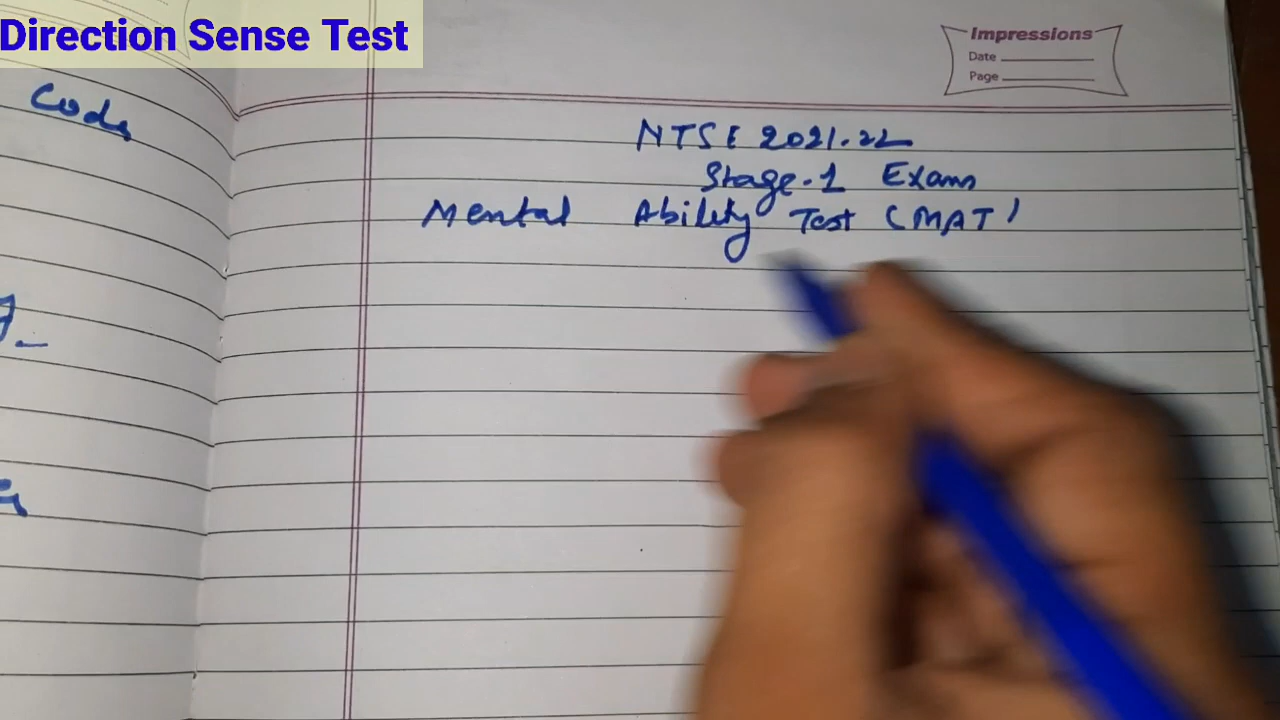 Direction Sense Test
Impressions
Date
Page
Code
NTSE 2021-22
Stage-1 Exam
Mental Ability Test (MAT)